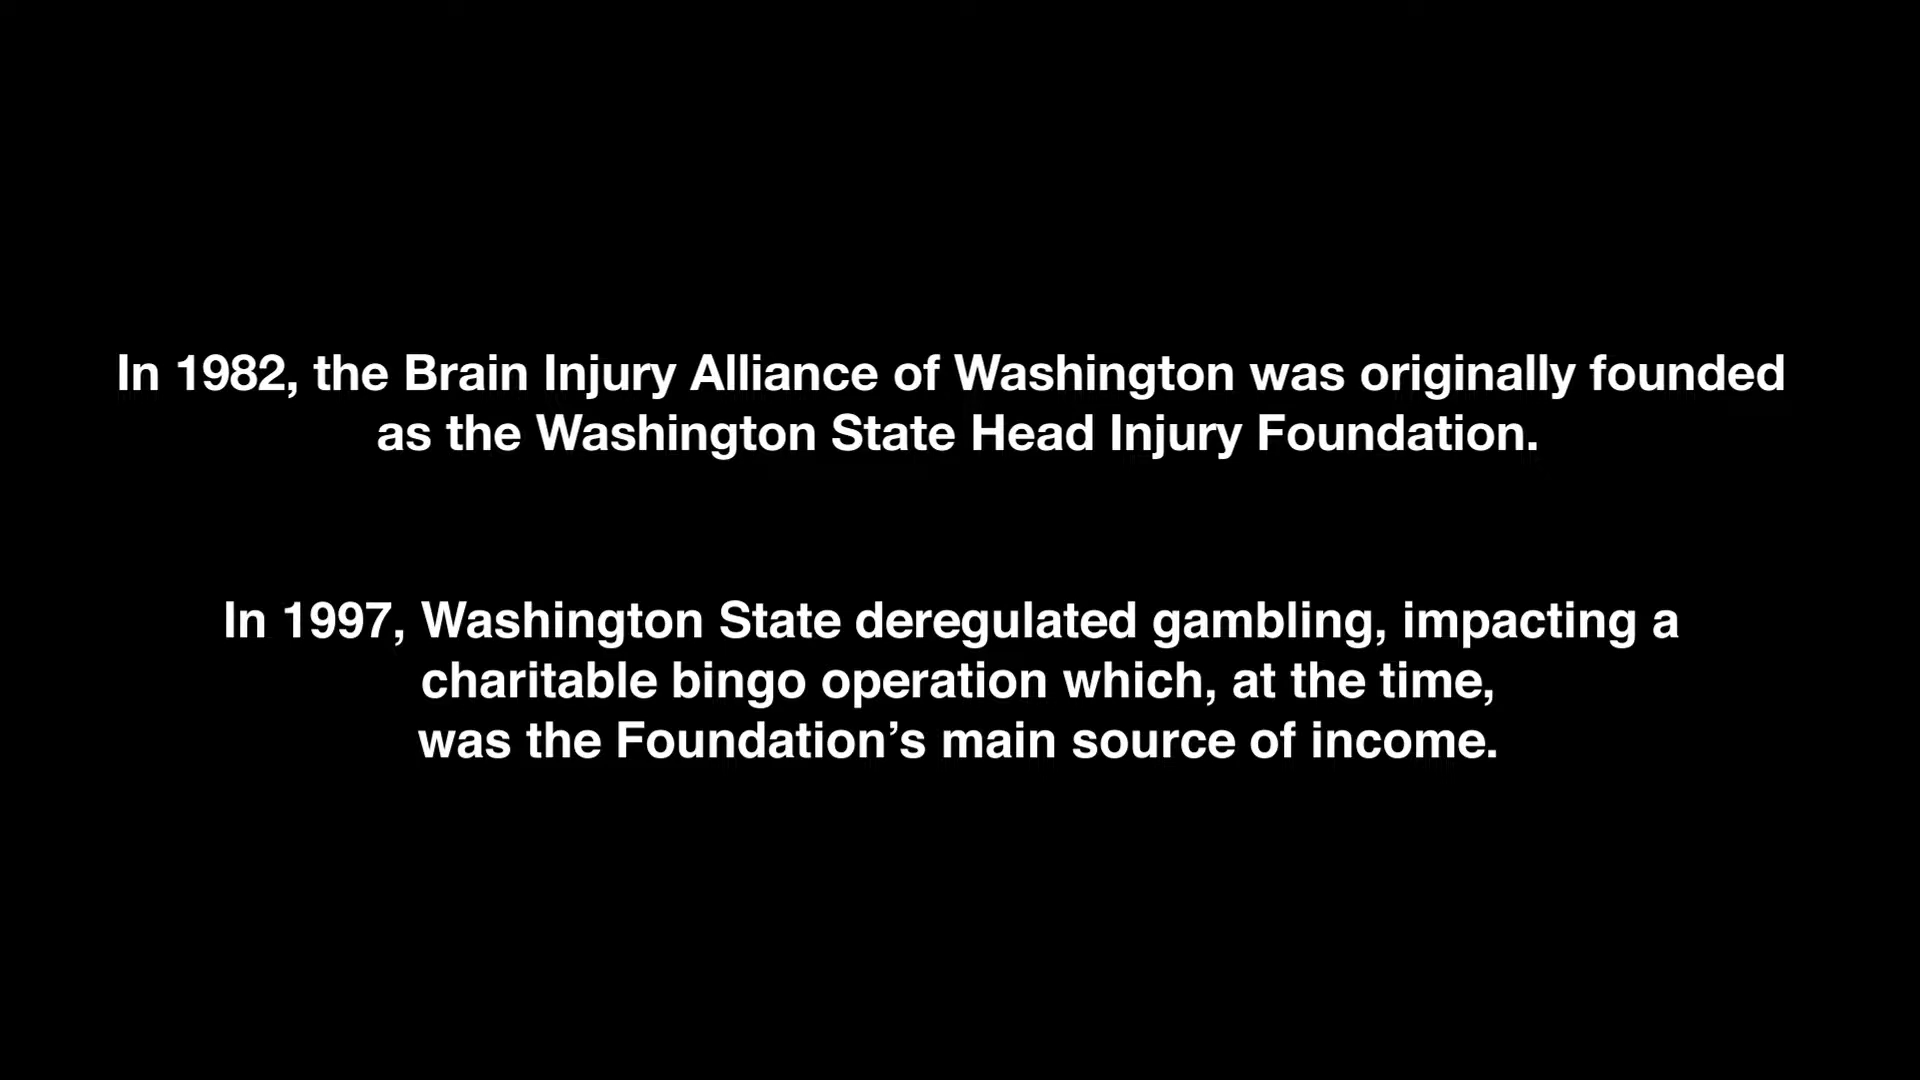 In 1982, the Brain Injury Alliance of Washington was originally founded
as the Washington State Head Injury Foundation.
In 1997, Washington State deregulated gambling, impacting a
charitable bingo operation which, at the time,
was the Foundation’s main source of income.